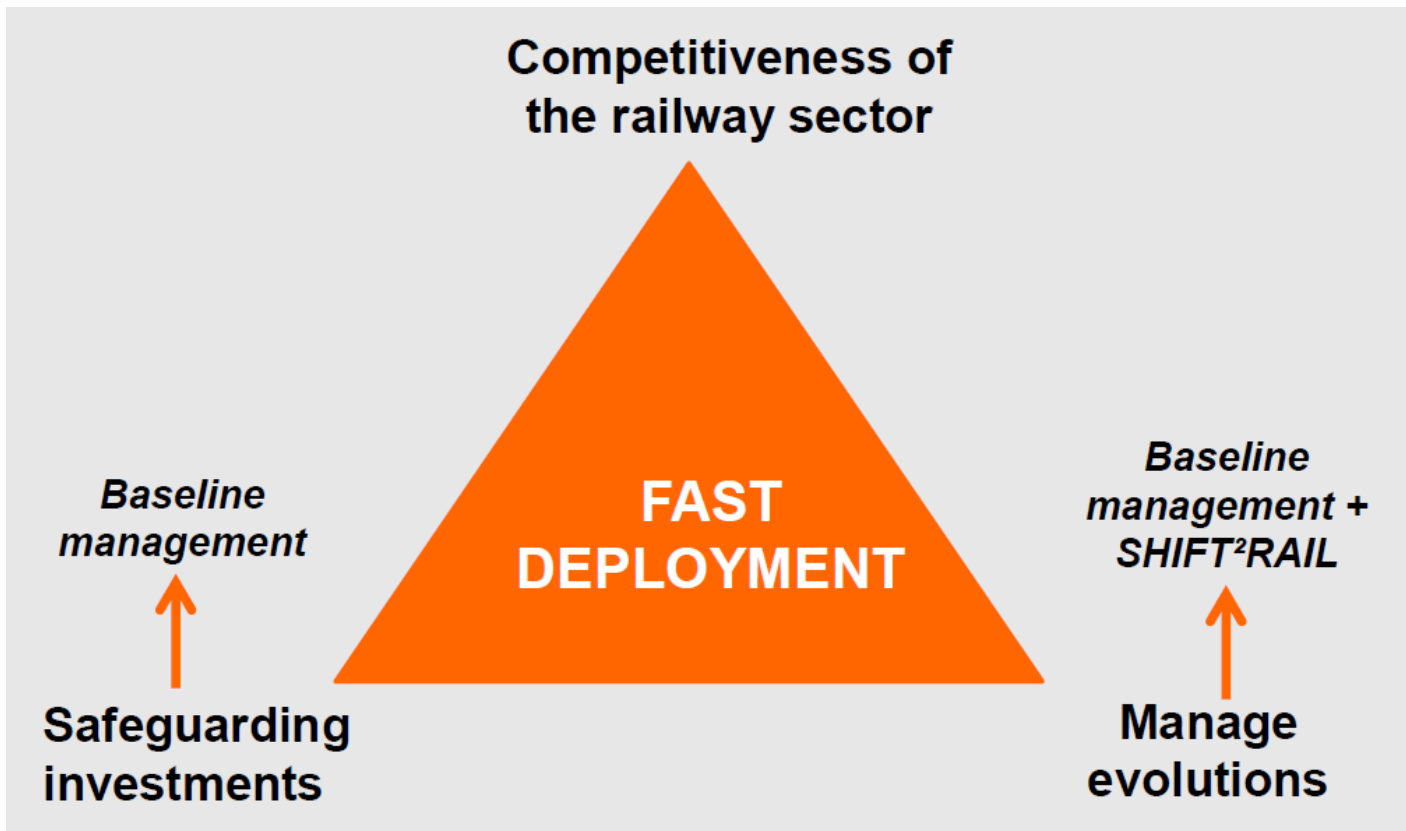 Competitiveness of
the railway sector
FAST
DEPLOYMENT
Baseline
management
Safeguarding
investments
Baseline
management +
SHIFT²RAIL
Manage
evolutions